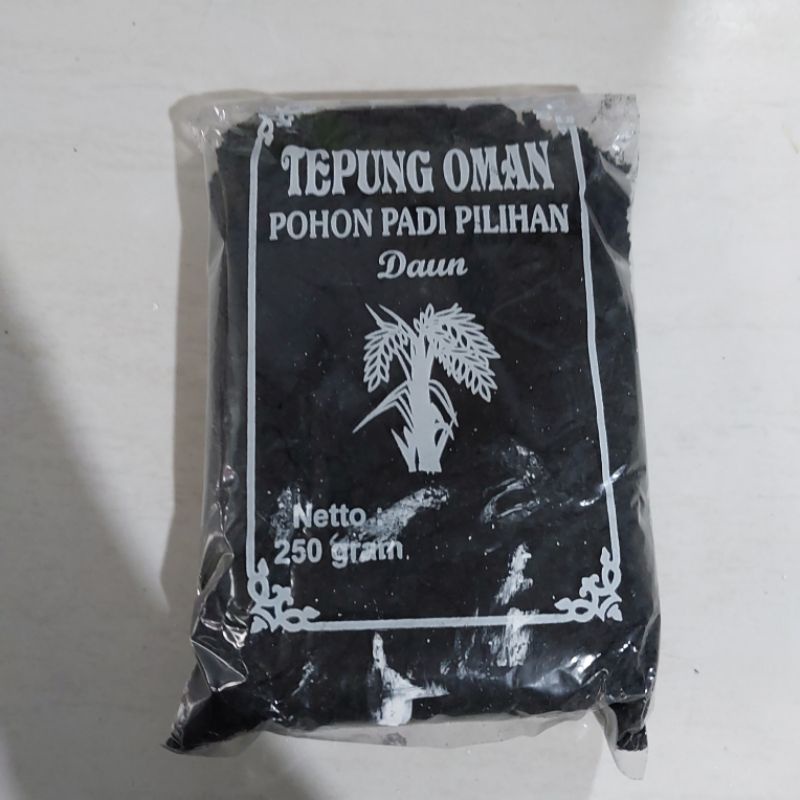 TEPUNG OMAN
POHON PADI PILIHAN
Daun
Netto :
250 gram